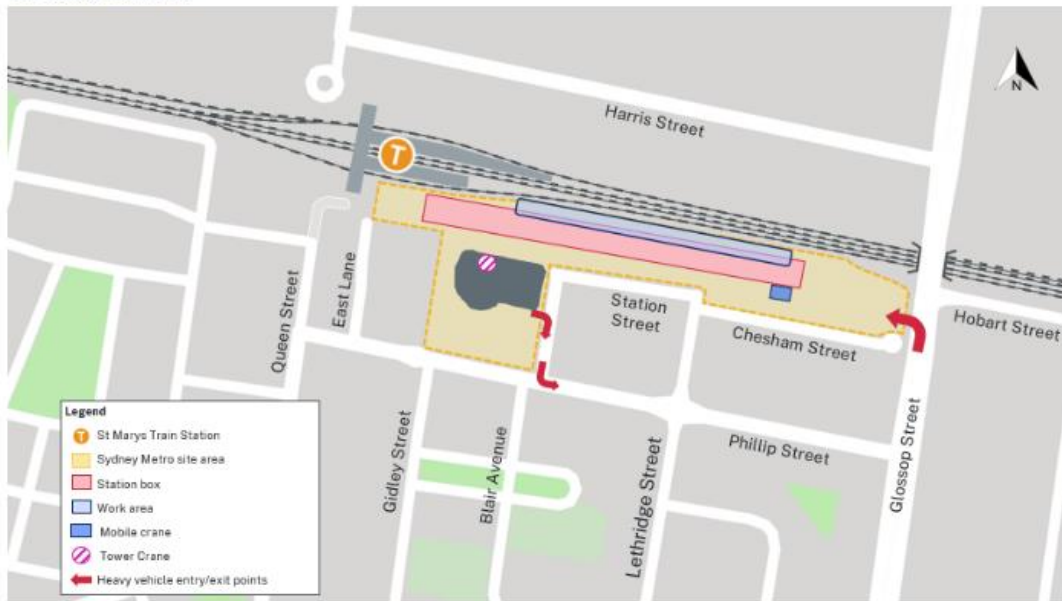 Harris Street
N
T
Queen Street
East Lane
Station
Street
Chesham Street
Hobart Street
Gidley Street
Blair Avenue
Lethridge Street
Phillip Street
Glossop Street
Legend
T St Marys Train Station
Sydney Metro site area
Station box
Work area
Mobile crane
Tower Crane
Heavy vehicle entry/exit points